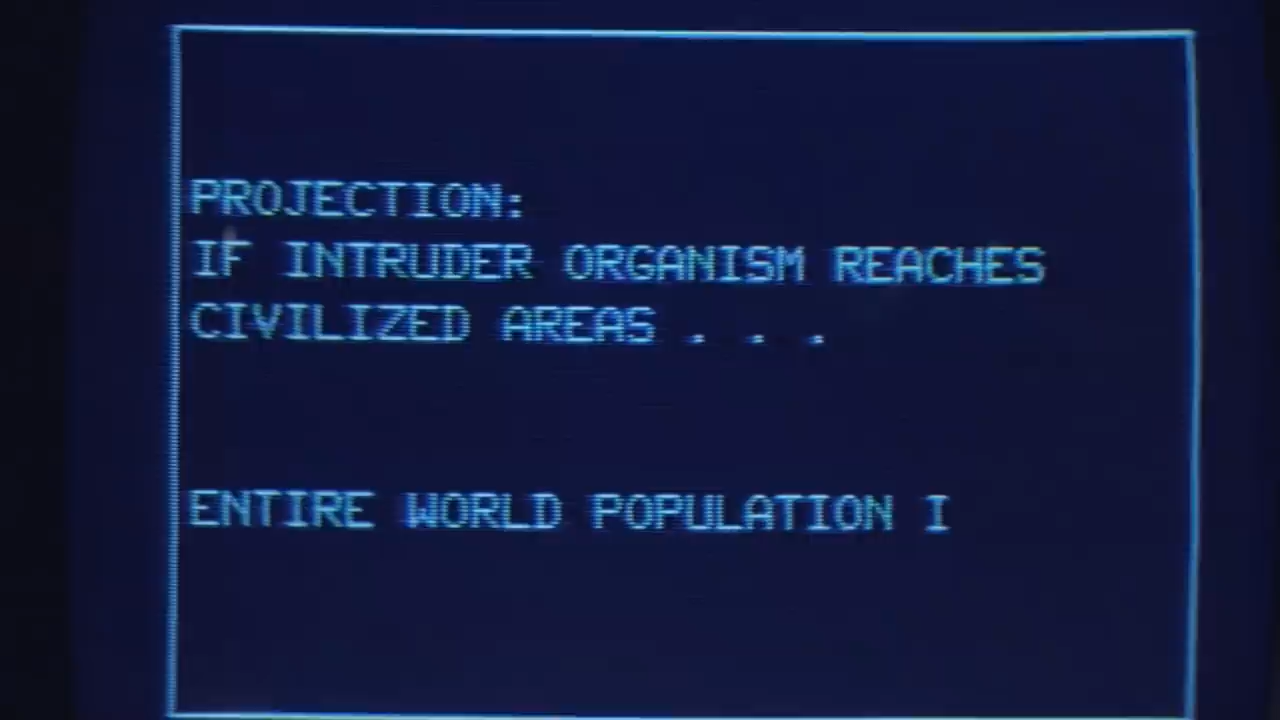 PROJECTION:
IF INTRUDER ORGANISM REACHES
CIVILIZED AREAS . . .
ENTIRE WORLD POPULATION I